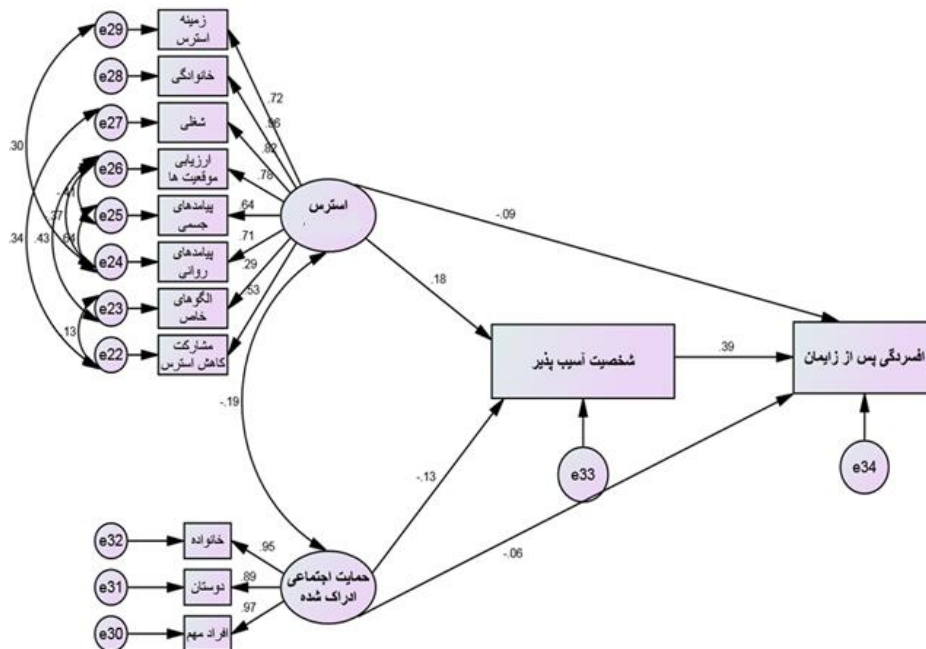 e29
زمینه
استرس
e28
خانوادگی
e27
شغلی
e26
ارزیابی
موقعیت ها
e25
پیامدهای
جسمی
e24
پیامدهای
روانی
e23
الگوهای
خاص
e22
مشارکت
کاهش استرس
.30
.34
-.41
-.37
.43
.64
.13
.72
.82
.78
.64
.71
.29
.53
استرس
-.09
.18
-.19
شخصیت آسیب پذیر
.39
افسردگی پس از زایمان
e33
e34
-.13
-.06
e32
خانواده
.95
e31
دوستان
.89
e30
افراد مهم
.97
حمایت اجتماعی
ادراک شده